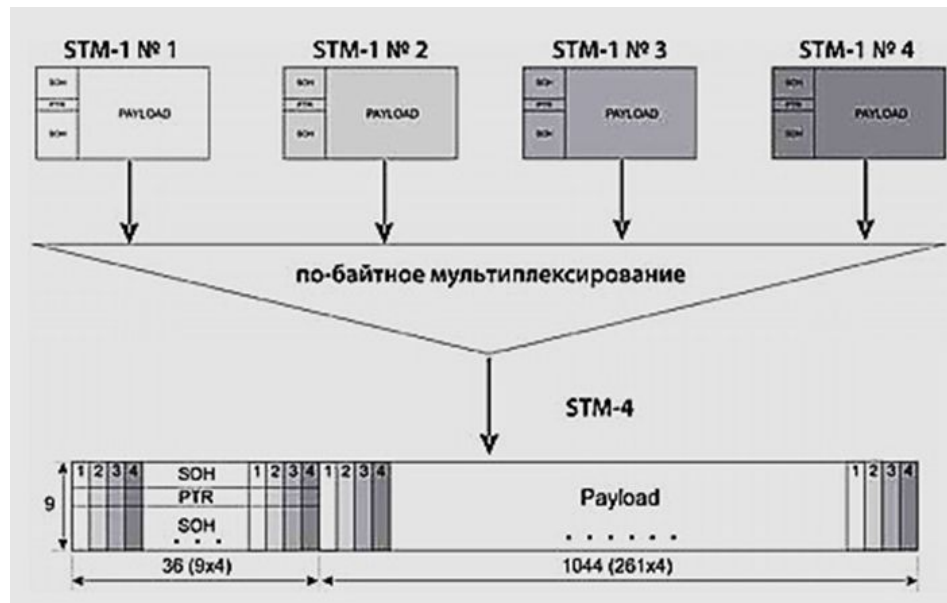 STM-1 № 1 STM-1 № 2 STM-1 № 3 STM-1 № 4
SOH PTR SOH PAYLOAD
SOH PTR SOH PAYLOAD
SOH PTR SOH PAYLOAD
SOH PTR SOH PAYLOAD
по-байтное мультиплексирование
STM-4
9
1 2 3 4 SOH 1 2 3 4 1 2 3 4 1 2 3 4
PTR
Payload
SOH
36 (9x4) 1044 (261x4)